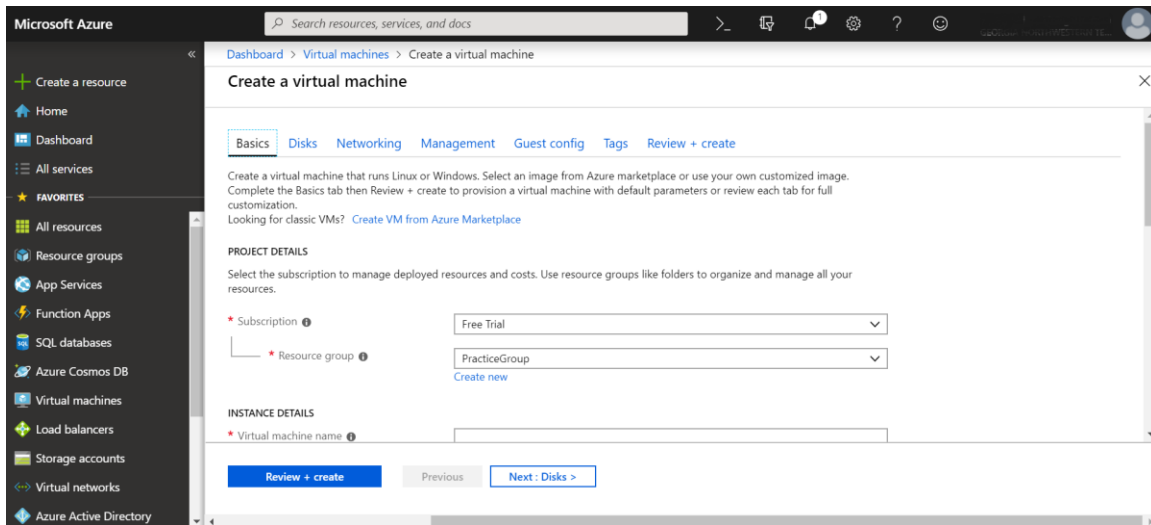 Microsoft Azure
Search resources, services, and docs
1
«
Create a resource
Home
Dashboard
All services
FAVORITES
All resources
Resource groups
App Services
Function Apps
SQL databases
Azure Cosmos DB
Virtual machines
Load balancers
Storage accounts
Virtual networks
Azure Active Directory
Dashboard > Virtual machines > Create a virtual machine
Create a virtual machine
Basics Disks Networking Management Guest config Tags Review + create
Create a virtual machine that runs Linux or Windows. Select an image from Azure marketplace or use your own customized image.
Complete the Basics tab then Review + create to provision a virtual machine with default parameters or review each tab for full
customization.
Looking for classic VMs? Create VM from Azure Marketplace
PROJECT DETAILS
Select the subscription to manage deployed resources and costs. Use resource groups like folders to organize and manage all your
resources.
* Subscription Free Trial
* Resource group PracticeGroup
Create new
INSTANCE DETAILS
* Virtual machine name
Review + create Previous Next : Disks >